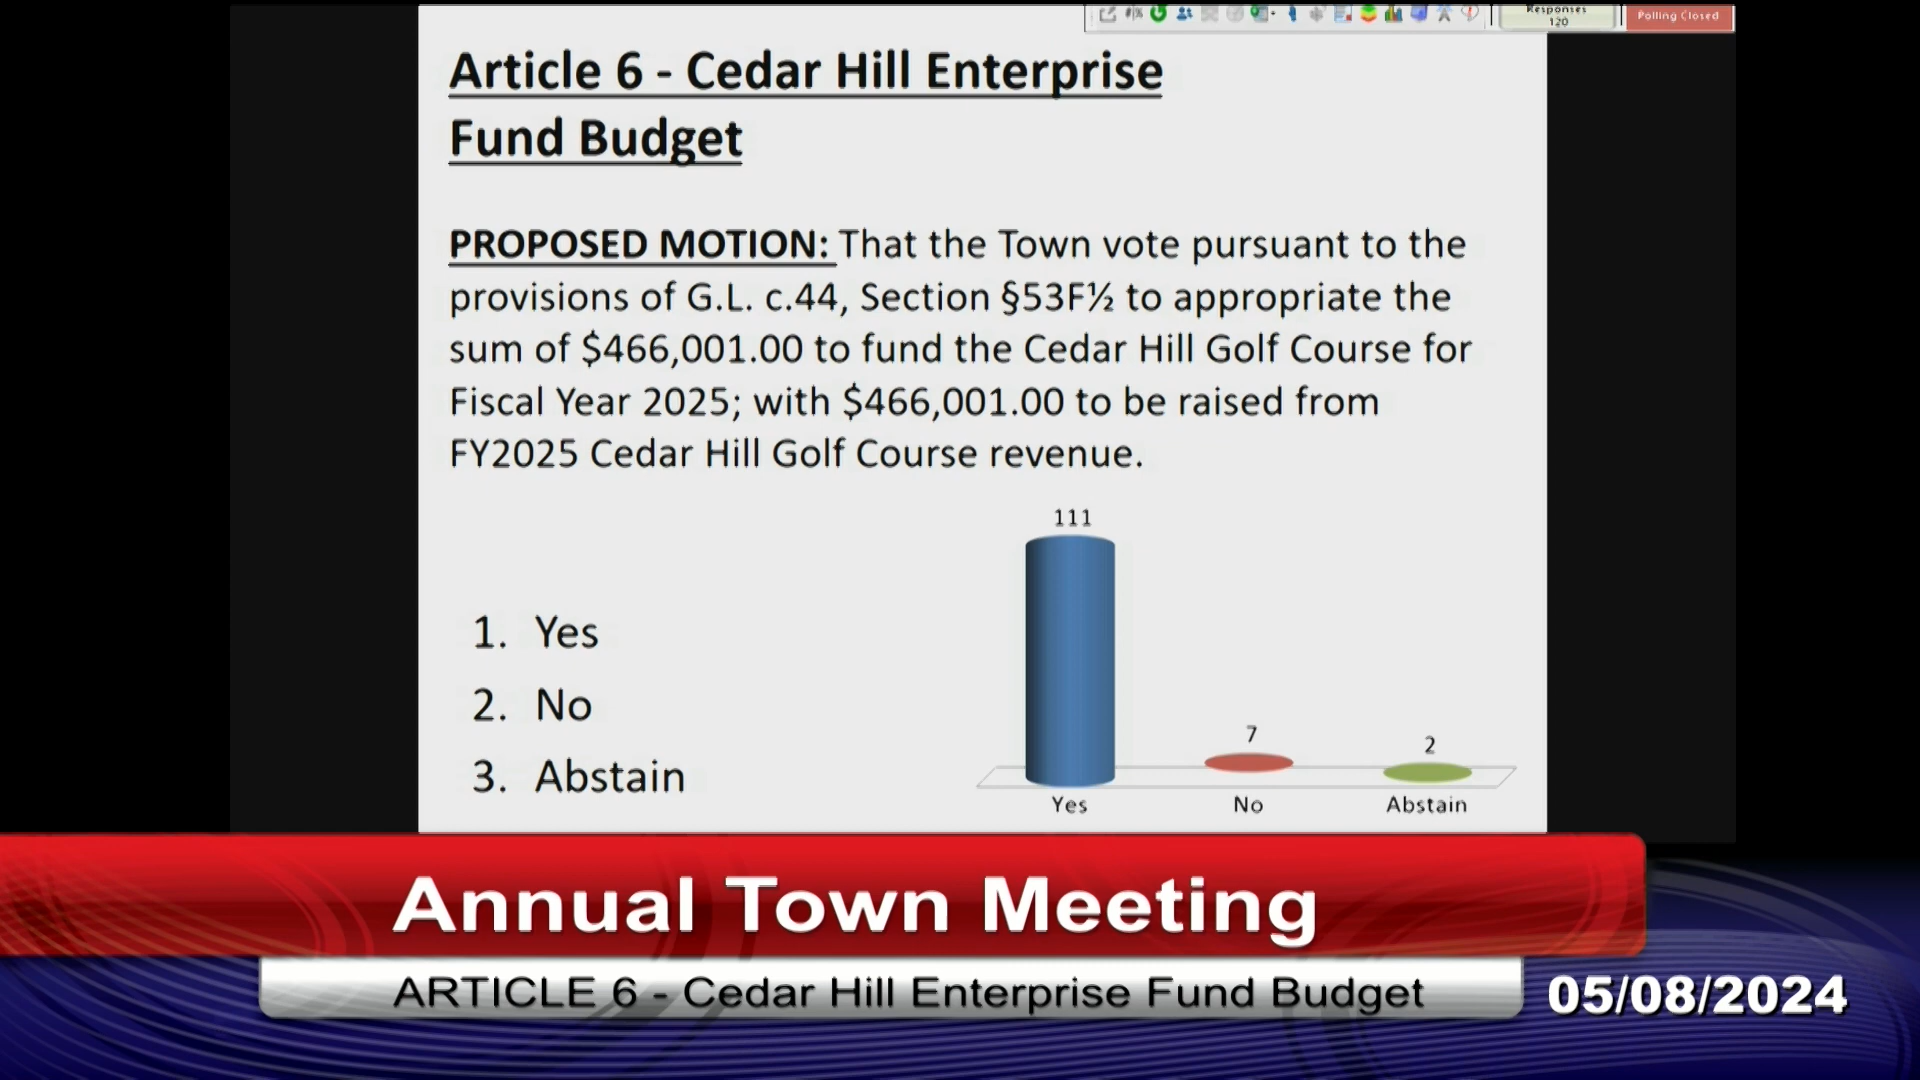 Responses
120
Polling Closed
Article 6 - Cedar Hill Enterprise
Fund Budget
PROPOSED MOTION: That the Town vote pursuant to the
provisions of G.L. c.44, Section §53F½ to appropriate the
sum of $466,001.00 to fund the Cedar Hill Golf Course for
Fiscal Year 2025; with $466,001.00 to be raised from
FY2025 Cedar Hill Golf Course revenue.
1. Yes
2. No
3. Abstain
111
7
2
Yes
No
Abstain
Annual Town Meeting
ARTICLE 6 - Cedar Hill Enterprise Fund Budget
05/08/2024